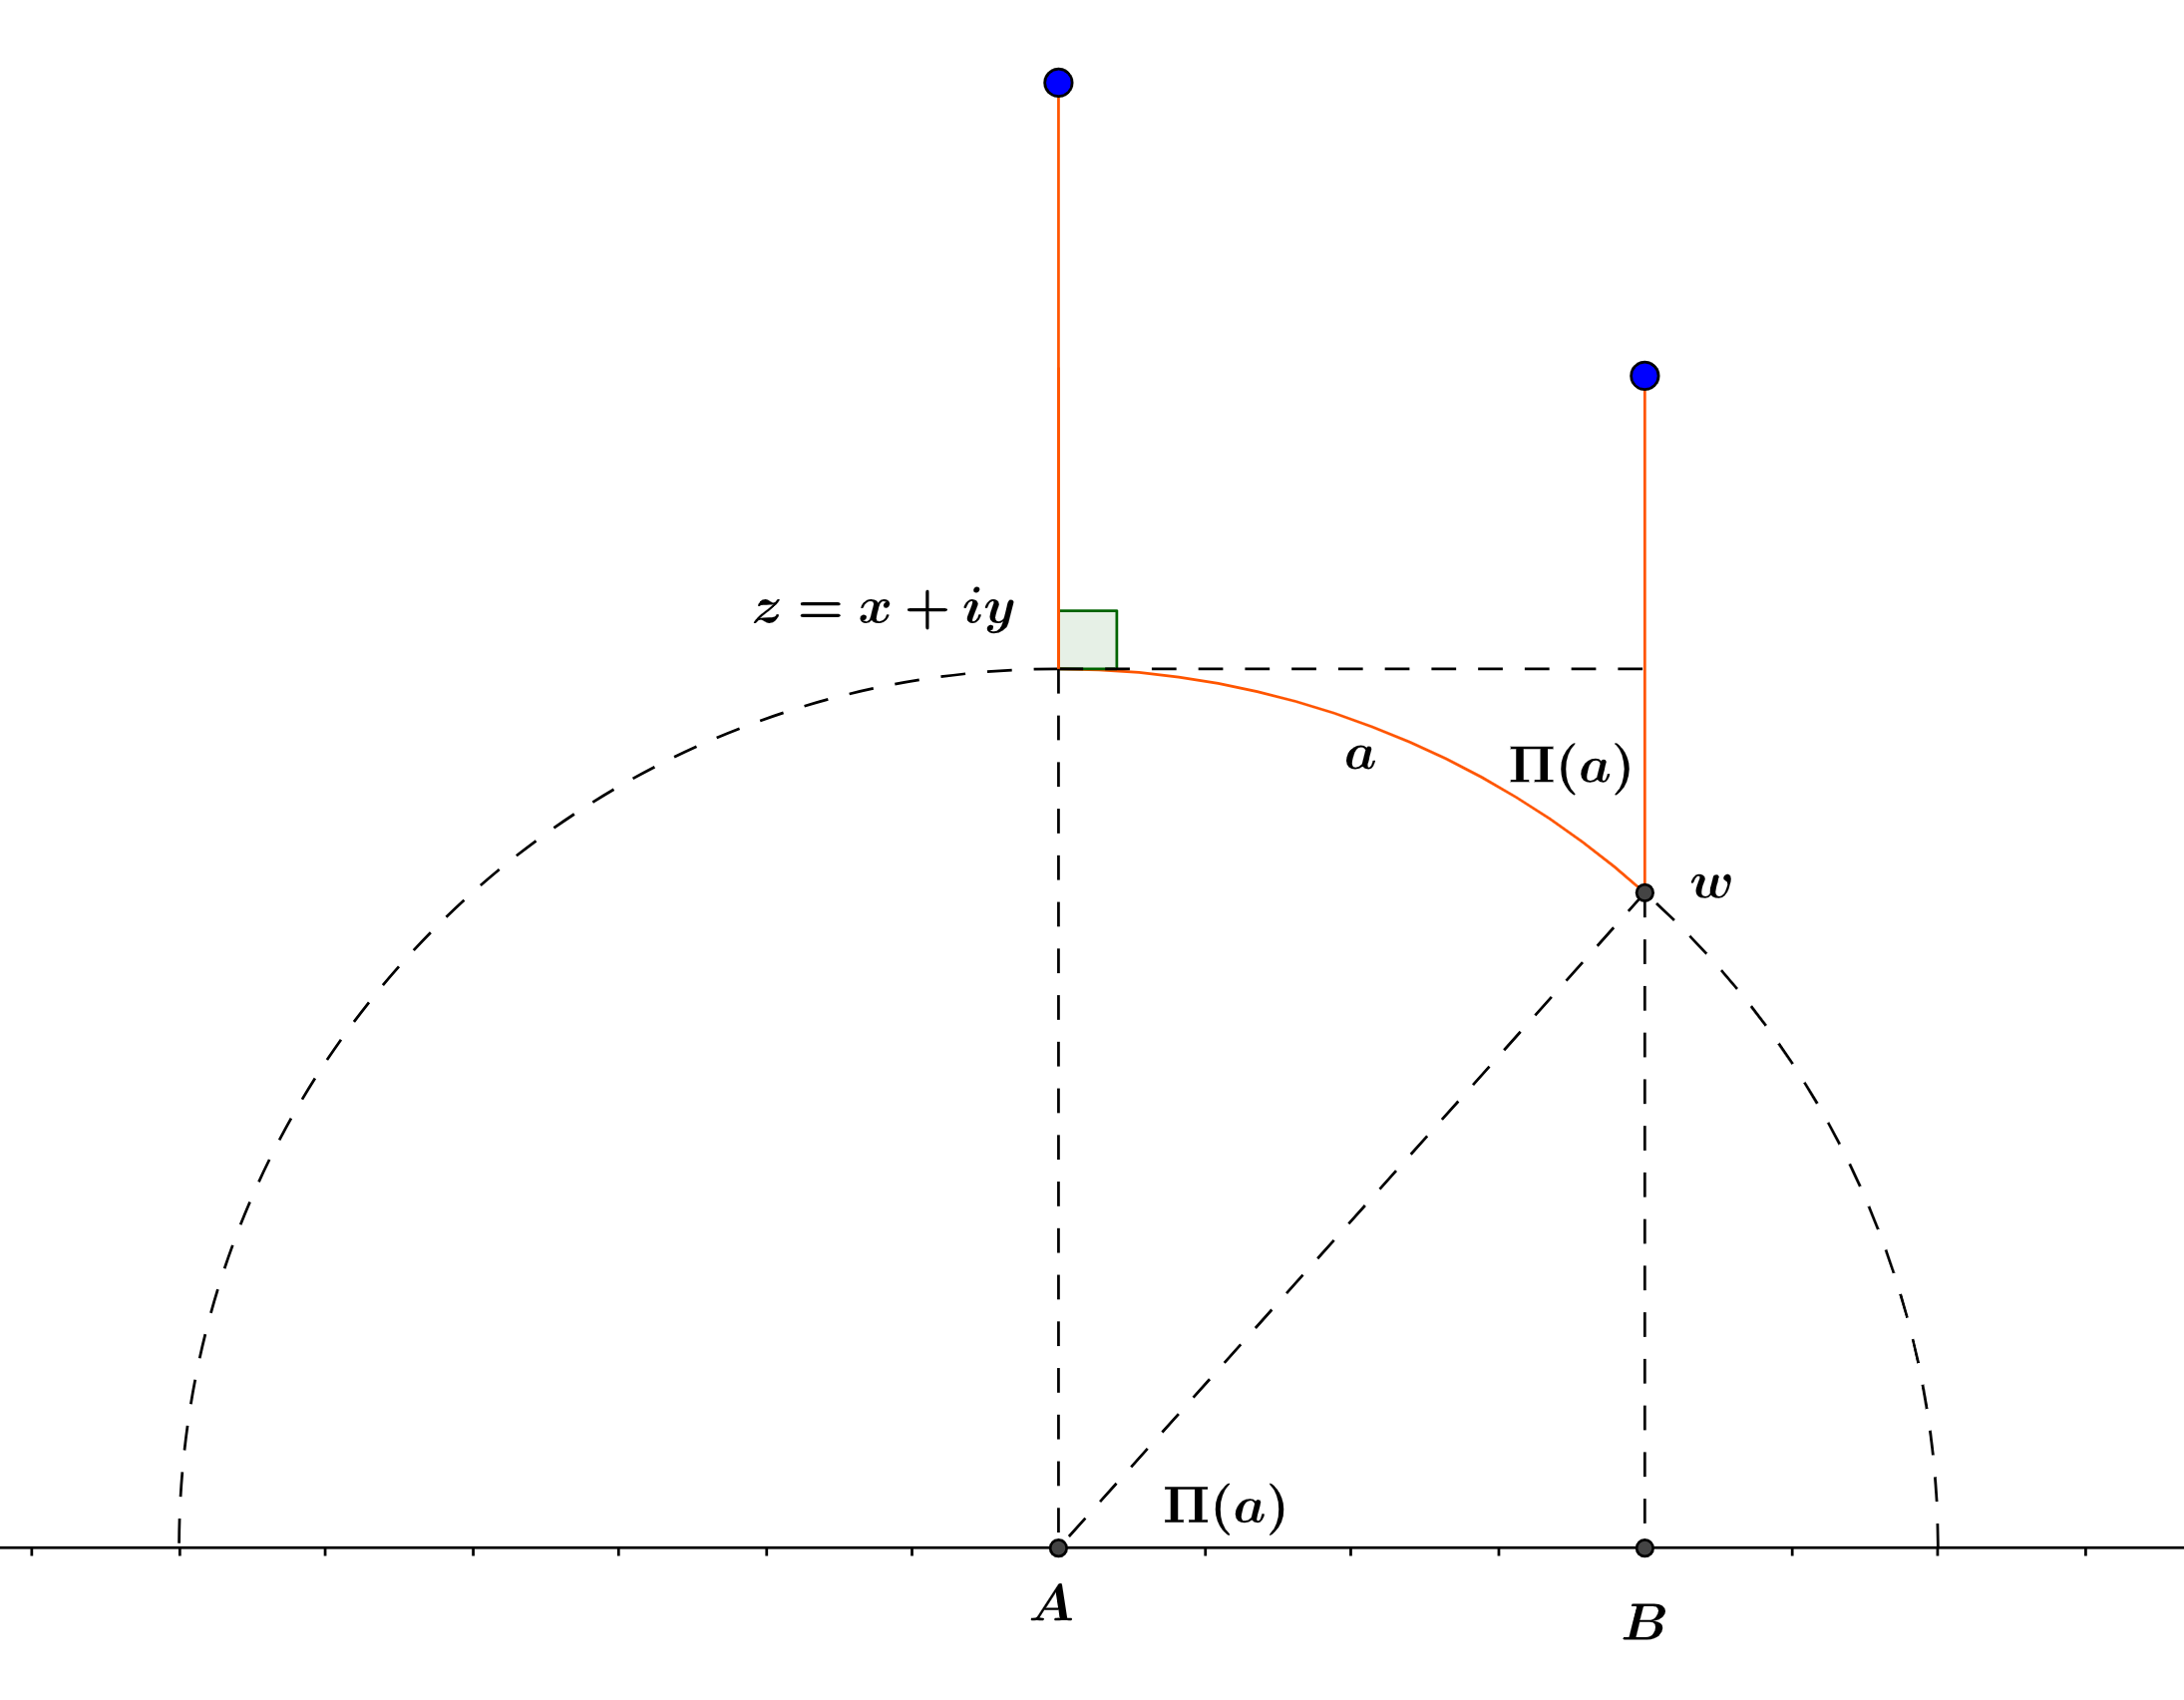 z = x + iy
a
Π(a)
w
Π(a)
A
B